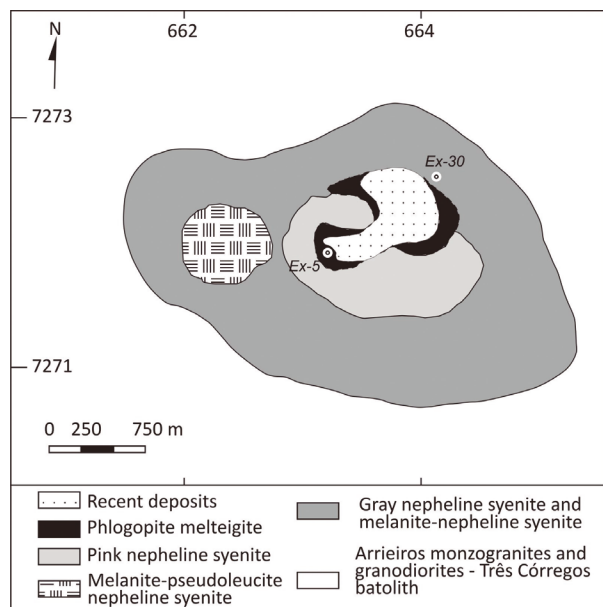 662 664
N
7273
Ex-30
Ex-5
7271
0 250 750 m
Recent deposits
Phlogopite melteigite
Pink nepheline syenite
Melanite-pseudoleucite
nepheline syenite
Gray nepheline syenite and
melanite-nepheline syenite
Arrieiros monzogranites and
granodiorites - Três Córregos
batolith